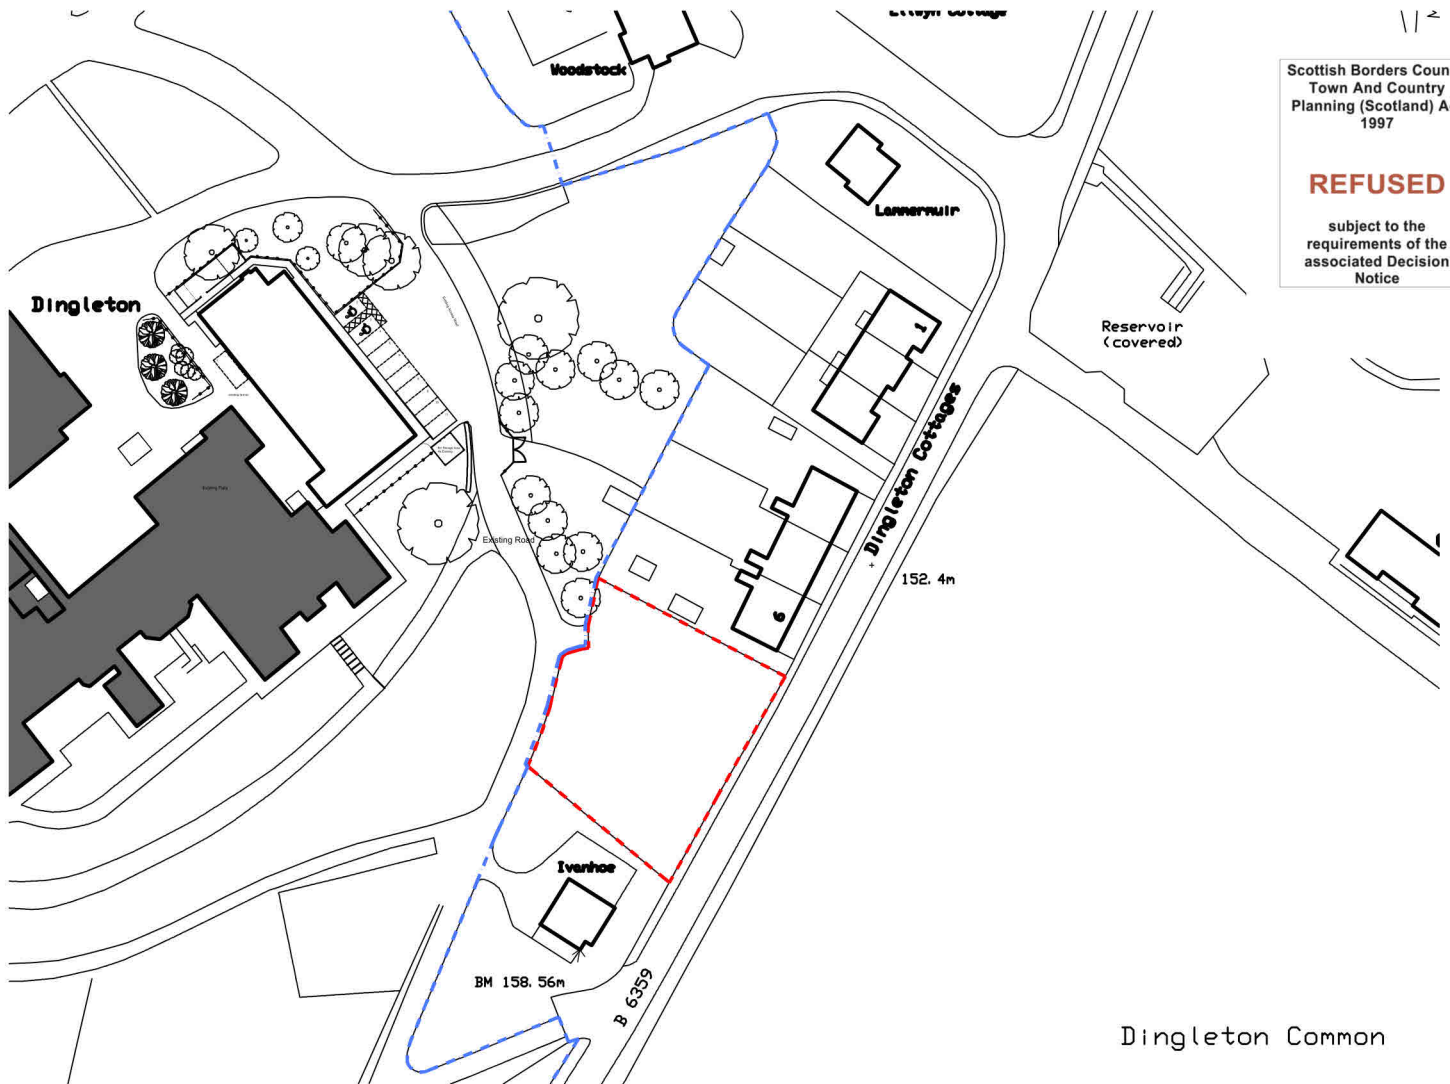 Woodstock
Scottish Borders Coun
Town And Country
Planning (Scotland) A
1997
REFUSED
subject to the
requirements of the
associated Decision
Notice
Lammermuir
Dingleton
Reservoir
(covered)
1
Dingleton Cottages
Existing Road
152.4m
6
Ivanhoe
BM 158.56m
B 6359
Dingleton Common